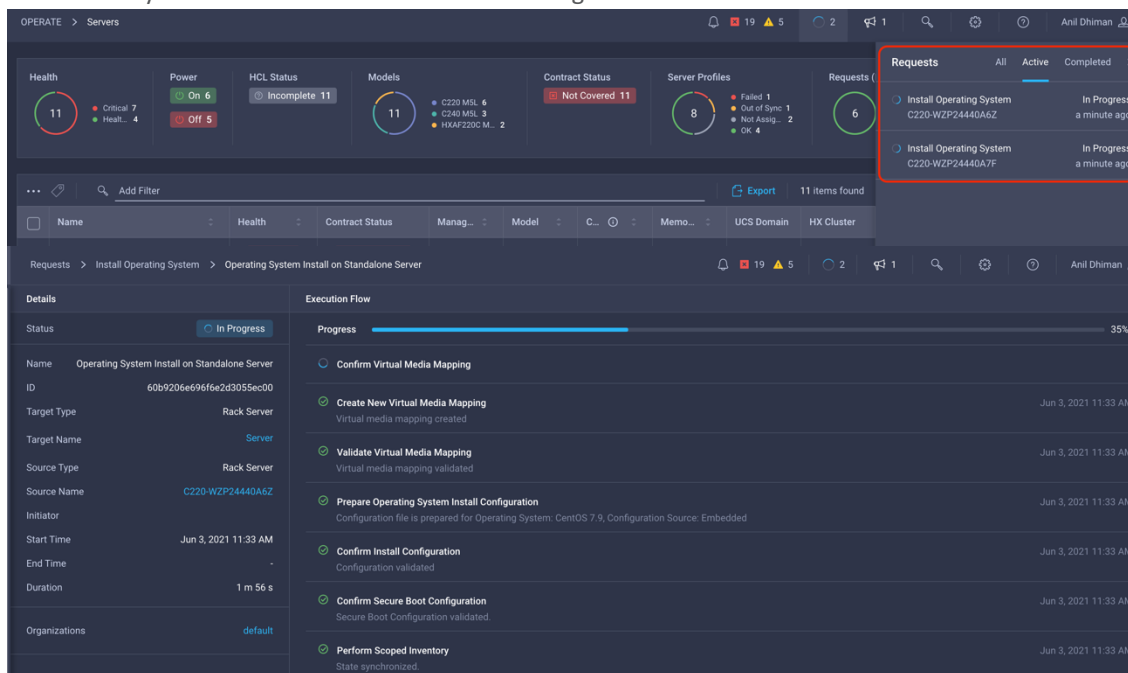 OPERATE > Servers
19 5 2 1 Anil Dhiman
Health
11
Critical 7
Healt... 4
Power
On 6
Off 5
HCL Status
Incomplete 11
Models
11
C220 M5L 6
C240 M5L 3
HXAF220C M... 2
Contract Status
Not Covered 11
Server Profiles
8
Failed 1
Out of Sync 1
Not Assig... 2
OK 4
Requests (
6
Requests All Active Completed
Install Operating System In Progress
C220-WZP24440A6Z a minute ago
Install Operating System In Progress
C220-WZP24440A7F a minute ago
... Add Filter Export 11 items found
Name Health Contract Status Manag... Model C... Memo... UCS Domain HX Cluster
Requests > Install Operating System > Operating System Install on Standalone Server 19 5 2 1 Anil Dhiman
Details
Status In Progress
Name Operating System Install on Standalone Server
ID 60b9206e696f6e2d3055ec00
Target Type Rack Server
Target Name Server
Source Type Rack Server
Source Name C220-WZP24440A6Z
Initiator
Start Time Jun 3, 2021 11:33 AM
End Time -
Duration 1 m 56 s
Organizations default
Execution Flow
Progress 35%
Confirm Virtual Media Mapping
Create New Virtual Media Mapping Jun 3, 2021 11:33 AM
Virtual media mapping created
Validate Virtual Media Mapping Jun 3, 2021 11:33 AM
Virtual media mapping validated
Prepare Operating System Install Configuration Jun 3, 2021 11:33 AM
Configuration file is prepared for Operating System: CentOS 7.9, Configuration Source: Embedded
Confirm Install Configuration Jun 3, 2021 11:33 AM
Configuration validated
Confirm Secure Boot Configuration Jun 3, 2021 11:33 AM
Secure Boot Configuration validated.
Perform Scoped Inventory Jun 3, 2021 11:33 AM
State synchronized.